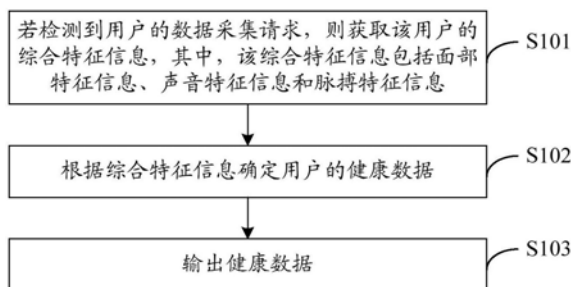 若检测到用户的数据采集请求，则获取该用户的
综合特征信息，其中，该综合特征信息包括面部
特征信息、声音特征信息和脉搏特征信息
S101
根据综合特征信息确定用户的健康数据
S102
输出健康数据
S103